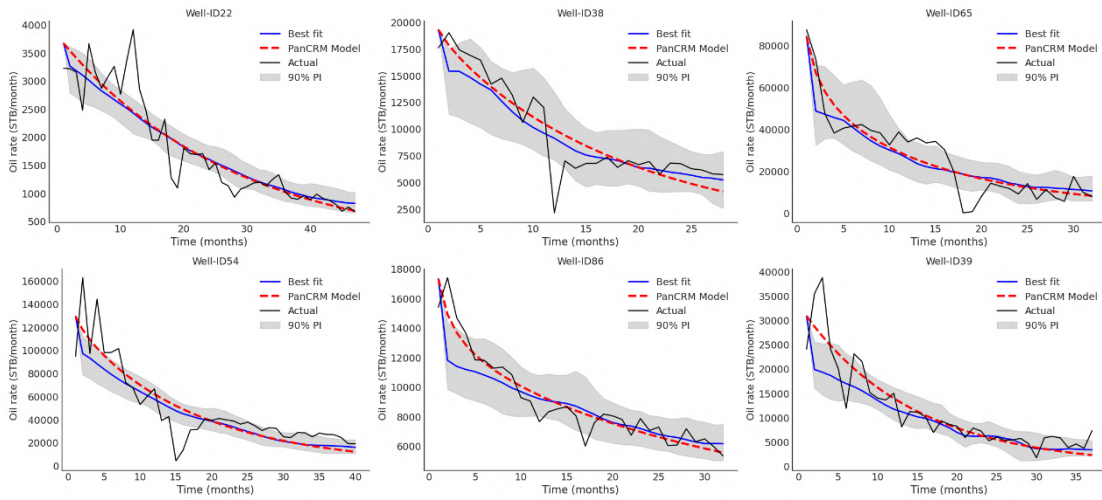 Well-ID22
Oil rate (STB/month)
4000
3500
3000
2500
2000
1500
1000
500
0
10
20
30
40
Time (months)
Best fit
PanCRM Model
Actual
90% PI
Well-ID38
Oil rate (STB/month)
20000
17500
15000
12500
10000
7500
5000
2500
0
5
10
15
20
25
Time (months)
Best fit
PanCRM Model
Actual
90% PI
Well-ID65
Oil rate (STB/month)
80000
60000
40000
20000
0
0
5
10
15
20
25
30
Time (months)
Best fit
PanCRM Model
Actual
90% PI
Well-ID54
Oil rate (STB/month)
160000
140000
120000
100000
80000
60000
40000
20000
0
0
5
10
15
20
25
30
35
40
Time (months)
Best fit
PanCRM Model
Actual
90% PI
Well-ID86
Oil rate (STB/month)
18000
16000
14000
12000
10000
8000
6000
0
5
10
15
20
25
30
Time (months)
Best fit
PanCRM Model
Actual
90% PI
Well-ID39
Oil rate (STB/month)
40000
35000
30000
25000
20000
15000
10000
5000
0
0
5
10
15
20
25
30
35
Time (months)
Best fit
PanCRM Model
Actual
90% PI